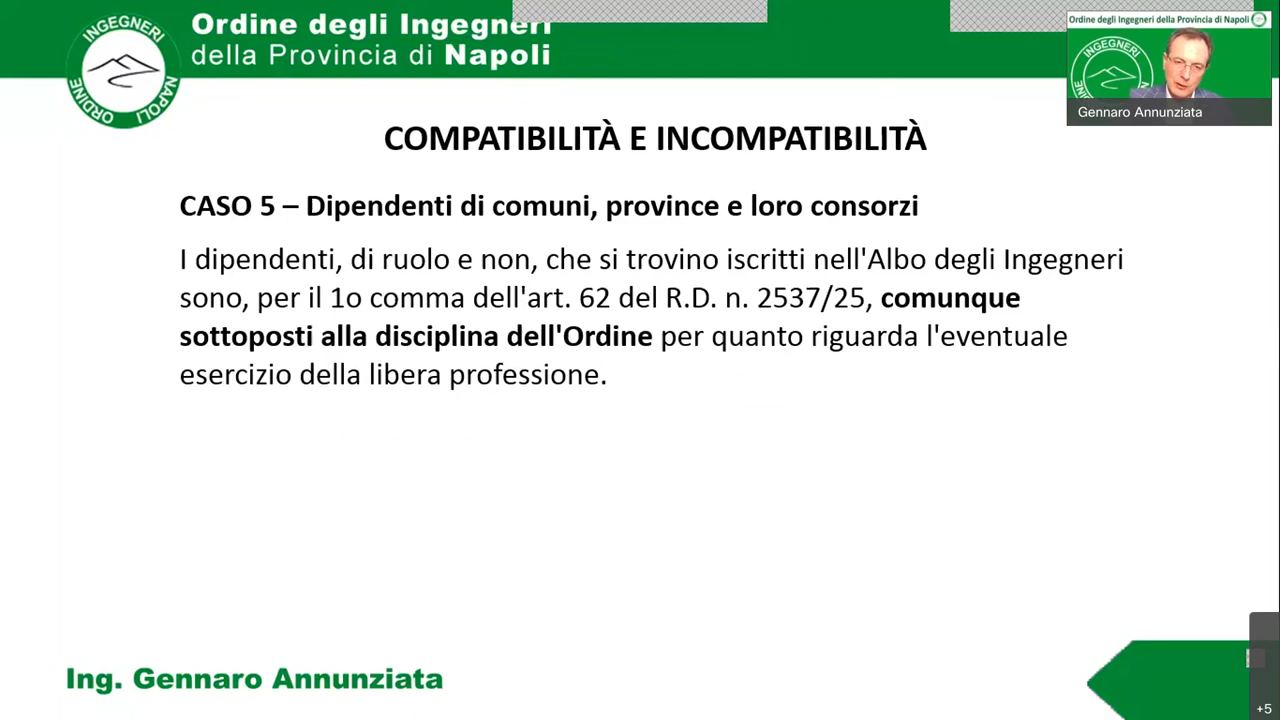 Ordine degli Ingegneri
della Provincia di Napoli
INGEGNERI
ORDINE
NAPOLI
Ordine degli Ingegneri della Provincia di Napoli
INGEGNERI
Gennaro Annunziata
COMPATIBILITÀ E INCOMPATIBILITÀ
CASO 5 – Dipendenti di comuni, province e loro consorzi
I dipendenti, di ruolo e non, che si trovino iscritti nell'Albo degli Ingegneri
sono, per il 1o comma dell'art. 62 del R.D. n. 2537/25, comunque
sottoposti alla disciplina dell'Ordine per quanto riguarda l'eventuale
esercizio della libera professione.
Ing. Gennaro Annunziata
+5